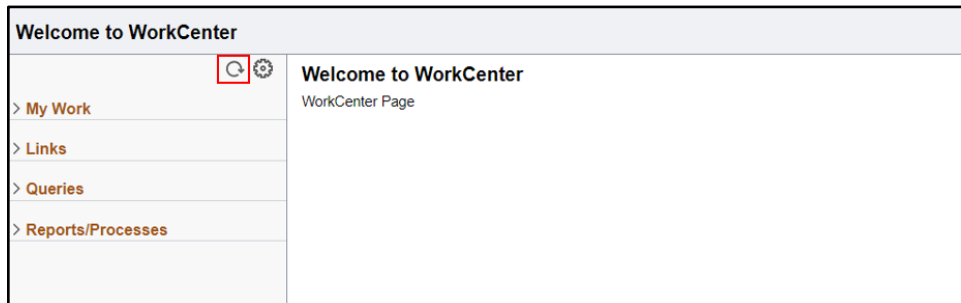 Welcome to WorkCenter
My Work
Links
Queries
Reports/Processes
Welcome to WorkCenter
WorkCenter Page